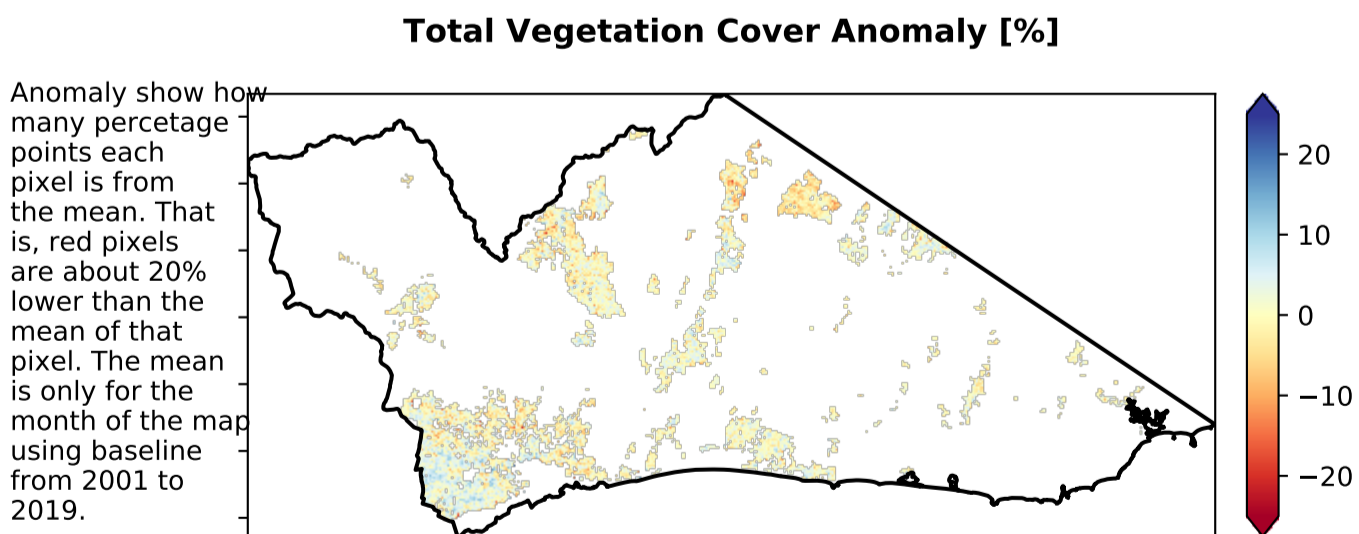 Total Vegetation Cover Anomaly [%]
Anomaly show how
many percetage
points each
pixel is from
the mean. That
is, red pixels
are about 20%
lower than the
mean of that
pixel. The mean
is only for the
month of the map
using baseline
from 2001 to
2019.
20
10
0
−10
−20